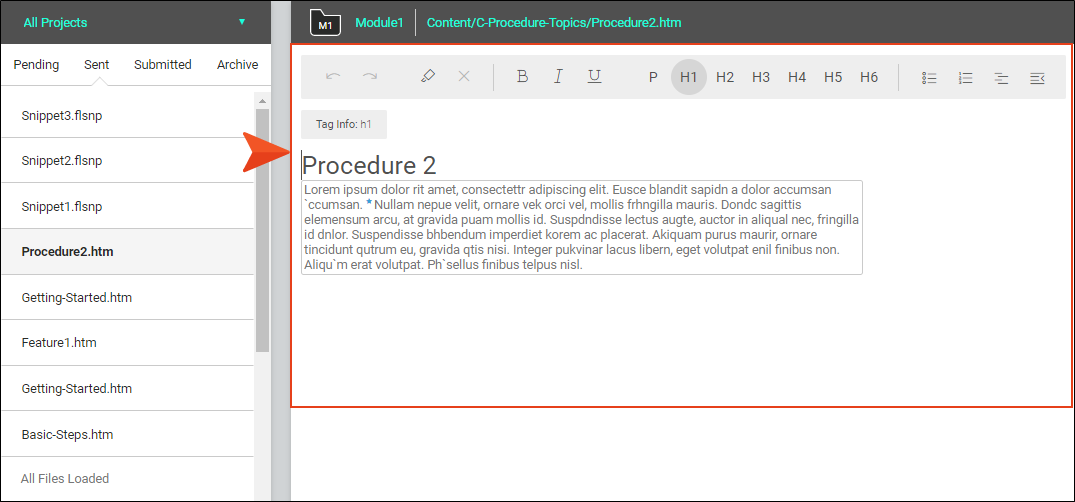 All Projects ▼
M1 Module1 Content/C-Procedure-Topics/Procedure2.htm
Pending Sent Submitted Archive
Snippet3.flsnp
Snippet2.flsnp
Snippet1.flsnp
Procedure2.htm
Getting-Started.htm
Feature1.htm
Getting-Started.htm
Basic-Steps.htm
All Files Loaded
B I U P H1 H2 H3 H4 H5 H6
Tag Info: h1
Procedure 2
Lorem ipsum dolor rit amet, consectettr adipiscing elit. Eusce blandit sapidn a dolor accumsan
`ccumsan. * Nullam nepue velit, ornare vek orci vel, mollis frhngilla mauris. Dondc sagittis
elemensum arcu, at gravida puam mollis id. Suspdndisse lectus augte, auctor in aliqual nec, fringilla
id dnlor. Suspendisse bhbendum imperdiet korem ac placerat. Akiquam purus maurir, ornare
tincidunt qutrum eu, gravida qtis nisi. Integer pukvinar lacus libern, eget volutpat enil finibus non.
Aliqu`m erat volutpat. Ph`sellus finibus telpus nisl.